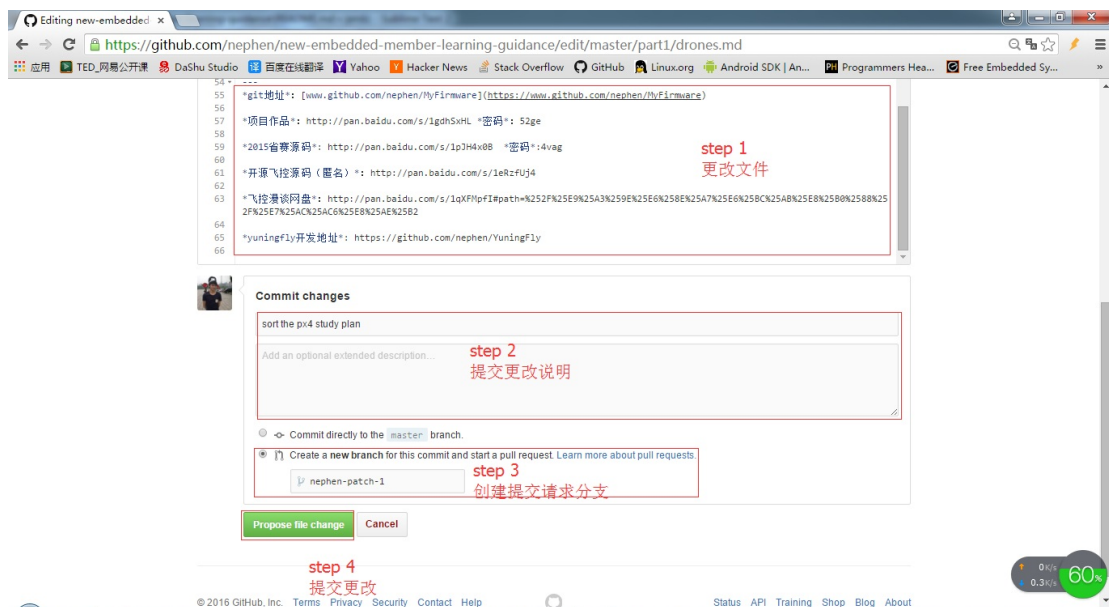 Editing new-embedded
https://github.com/nephen/new-embedded-member-learning-guidance/edit/master/part1/drones.md
应用 TED_网易公开课 DaShu Studio 百度在线翻译 Yahoo Hacker News Stack Overflow GitHub Linux.org Android SDK | An... Programmers Hea... Free Embedded Sy... »
54 ---
55 *git地址*: [www.github.com/nephen/MyFirmware](https://www.github.com/nephen/MyFirmware)
56
57 *项目作品*: http://pan.baidu.com/s/1gdhSxHL *密码*: 52ge
58
59 *2015省赛源码*: http://pan.baidu.com/s/1pJH4x0B *密码*:4vag
60
61 *开源飞控源码（匿名）*: http://pan.baidu.com/s/1eRzfUj4
62
63 *飞控漫谈网盘*: http://pan.baidu.com/s/1qXFMpfI#path=%252F%25E9%25A3%259E%25E6%258E%25A7%25E6%25BC%25AB%25E8%25B0%2588%25
2F%25E7%25AC%25AC6%25E8%25AE%25B2
64
65 *yuningfly开发地址*: https://github.com/nephen/YuningFly
66
step 1
更改文件
Commit changes
sort the px4 study plan
Add an optional extended description...
step 2
提交更改说明
Commit directly to the master branch.
Create a new branch for this commit and start a pull request. Learn more about pull requests.
nephen-patch-1
step 3
创建提交请求分支
Propose file change Cancel
step 4
提交更改
0K/s
0.3K/s
60%
© 2016 GitHub, Inc. Terms Privacy Security Contact Help Status API Training Shop Blog About